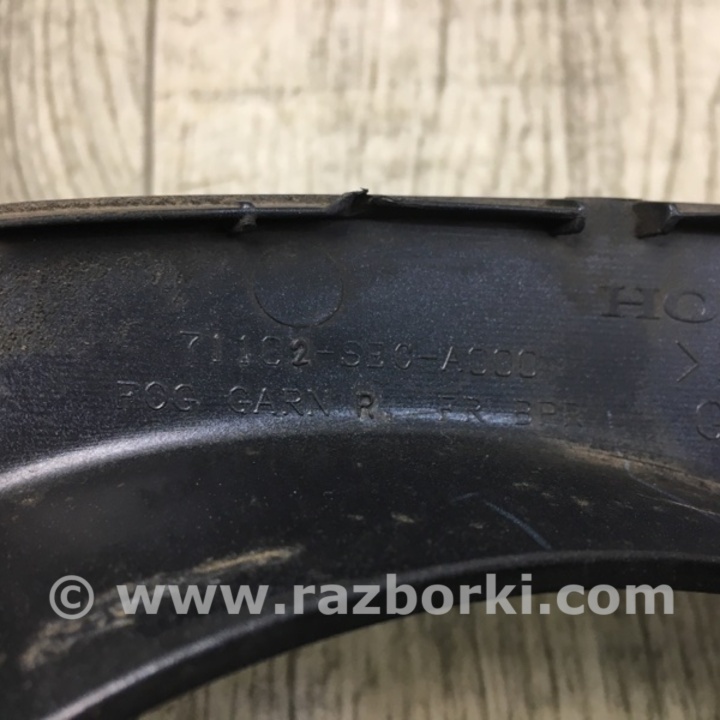 HO
71102-SEC-A000
FOG GARN R. FR BPR
© www.razborki.com